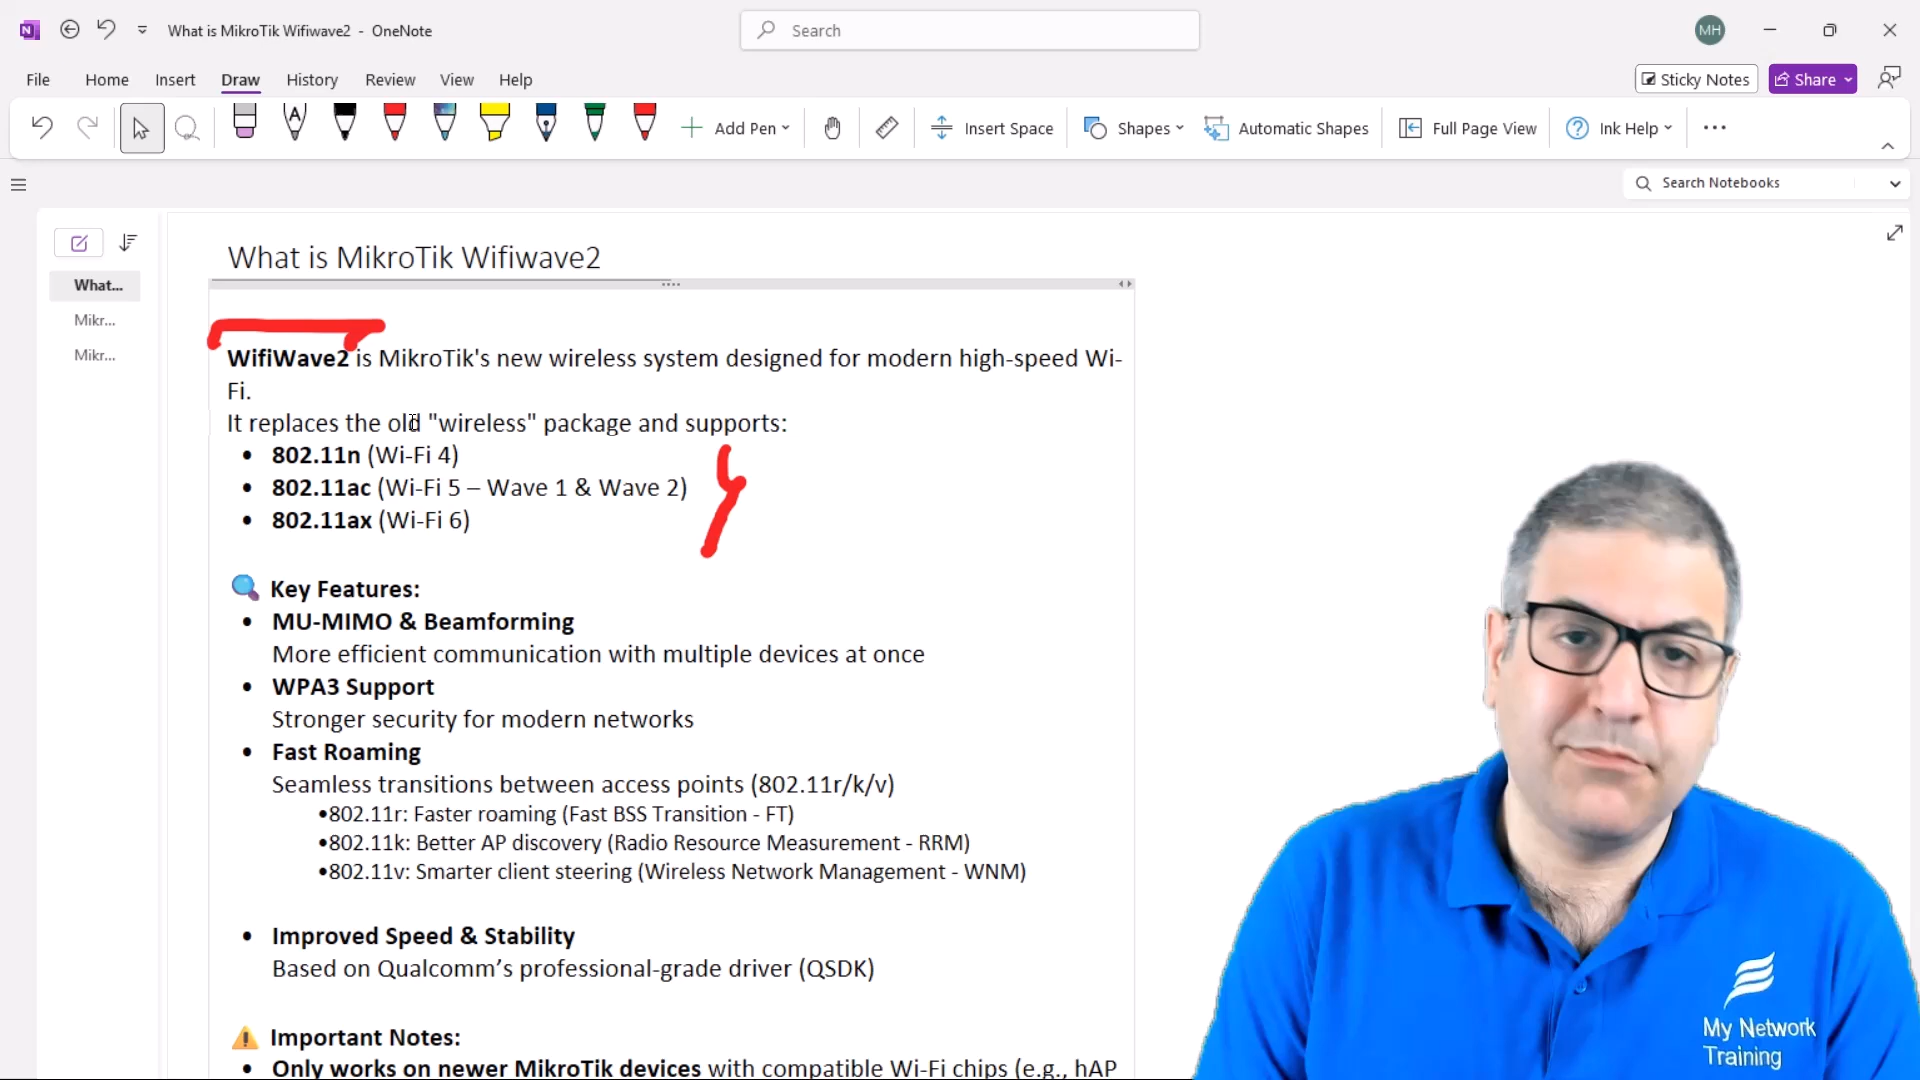 What is MikroTik Wifiwave2 - OneNote
Search
MH
File Home Insert Draw History Review View Help
Sticky Notes Share
Add Pen Insert Space Shapes Automatic Shapes Full Page View Ink Help
Search Notebooks
What...
Mikr...
Mikr...
What is MikroTik Wifiwave2
WifiWave2 is MikroTik's new wireless system designed for modern high-speed Wi-
Fi.
It replaces the old "wireless" package and supports:
• 802.11n (Wi-Fi 4)
• 802.11ac (Wi-Fi 5 – Wave 1 & Wave 2)
• 802.11ax (Wi-Fi 6)
Key Features:
• MU-MIMO & Beamforming
More efficient communication with multiple devices at once
• WPA3 Support
Stronger security for modern networks
• Fast Roaming
Seamless transitions between access points (802.11r/k/v)
•802.11r: Faster roaming (Fast BSS Transition - FT)
•802.11k: Better AP discovery (Radio Resource Measurement - RRM)
•802.11v: Smarter client steering (Wireless Network Management - WNM)
• Improved Speed & Stability
Based on Qualcomm’s professional-grade driver (QSDK)
Important Notes:
• Only works on newer MikroTik devices with compatible Wi-Fi chips (e.g., hAP
My Network
Training